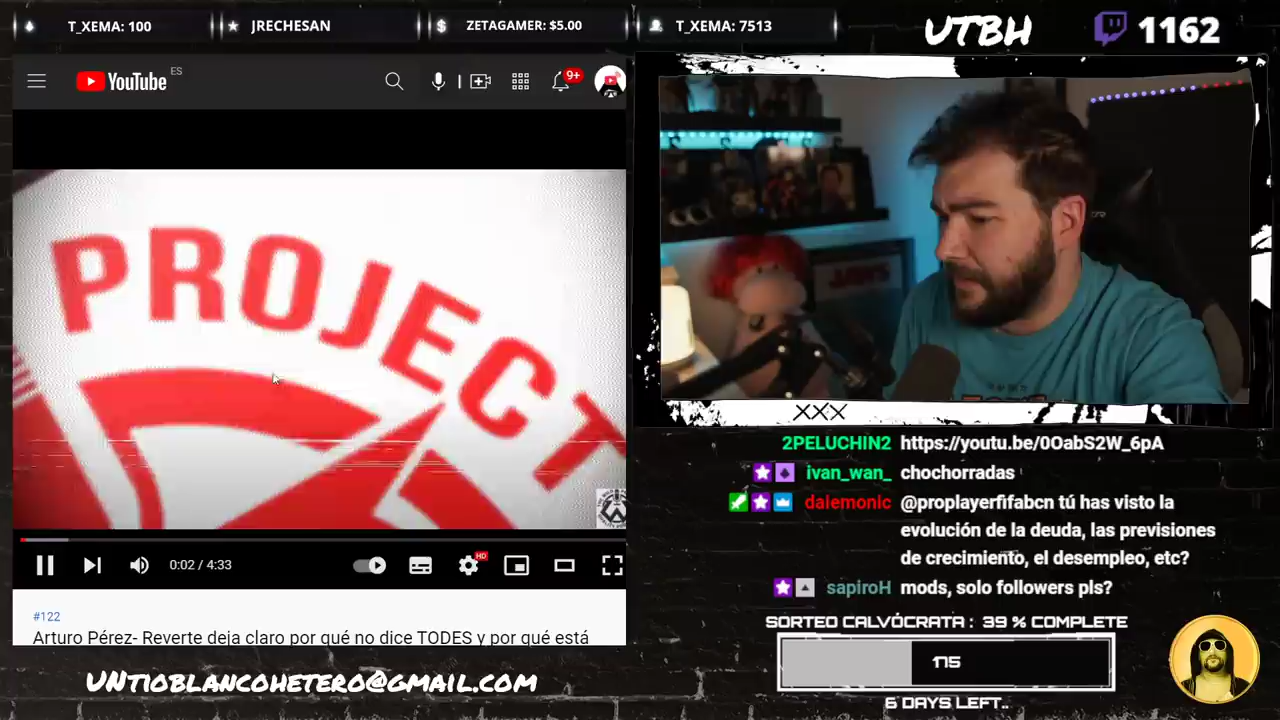 T_XEMA: 100
JRECHESAN
ZETAGAMER: $5.00
T_XEMA: 7513
UTBH
1162
YouTube ES
9+
PROJECT
HD
0:02 / 4:33
#122
Arturo Pérez- Reverte deja claro por qué no dice TODES y por qué está
UNTIOBLANCOHETERO@GMAIL.COM
JAWS
XXX
2PELUCHIN2 https://youtu.be/0OabS2W_6pA
ivan_wan_ chochorradas
dalemonic @proplayerfifabcn tú has visto la
evolución de la deuda, las previsiones
de crecimiento, el desempleo, etc?
sapiroH mods, solo followers pls?
SORTEO CALVÓCRATA : 39 % COMPLETE
175
6 DAYS LEFT..